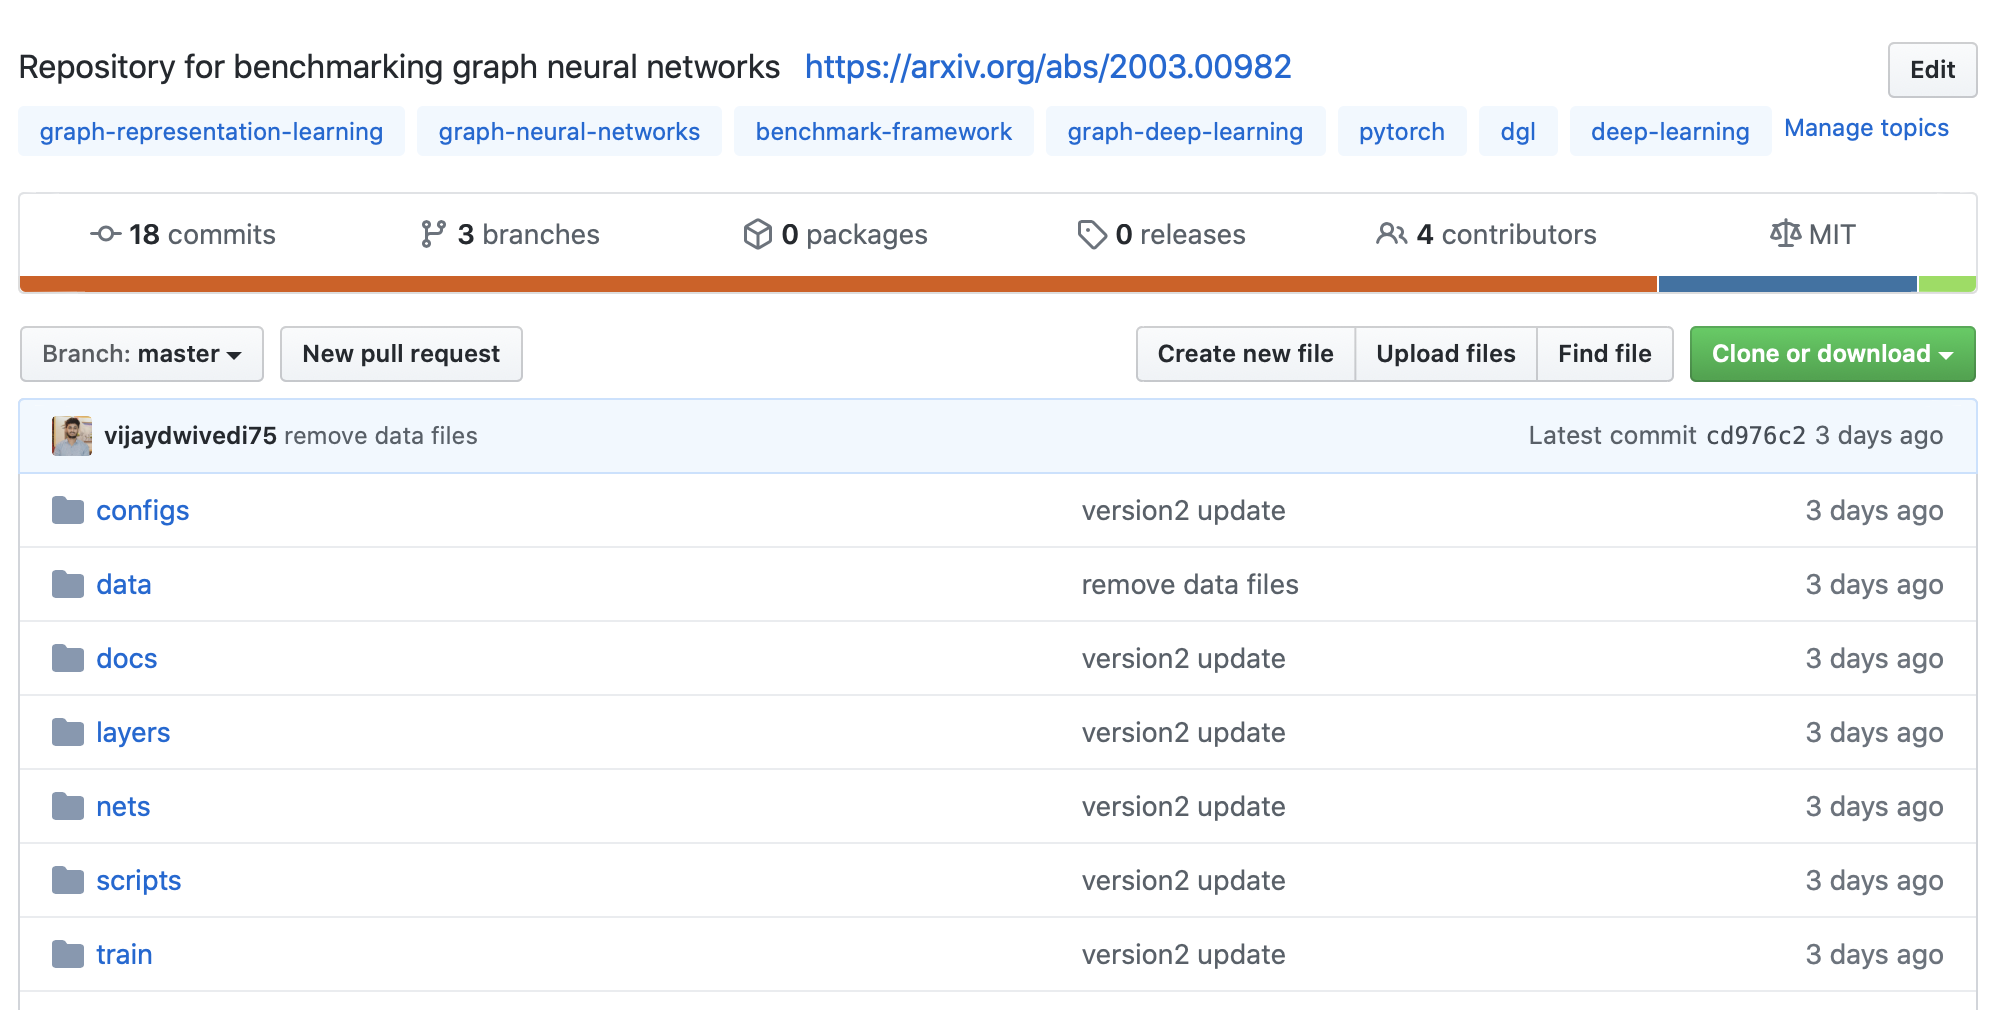 Repository for benchmarking graph neural networks https://arxiv.org/abs/2003.00982 Edit
graph-representation-learning graph-neural-networks benchmark-framework graph-deep-learning pytorch dgl deep-learning Manage topics
18 commits 3 branches 0 packages 0 releases 4 contributors MIT
Branch: master New pull request Create new file Upload files Find file Clone or download
vijaydwivedi75 remove data files Latest commit cd976c2 3 days ago
configs version2 update 3 days ago
data remove data files 3 days ago
docs version2 update 3 days ago
layers version2 update 3 days ago
nets version2 update 3 days ago
scripts version2 update 3 days ago
train version2 update 3 days ago